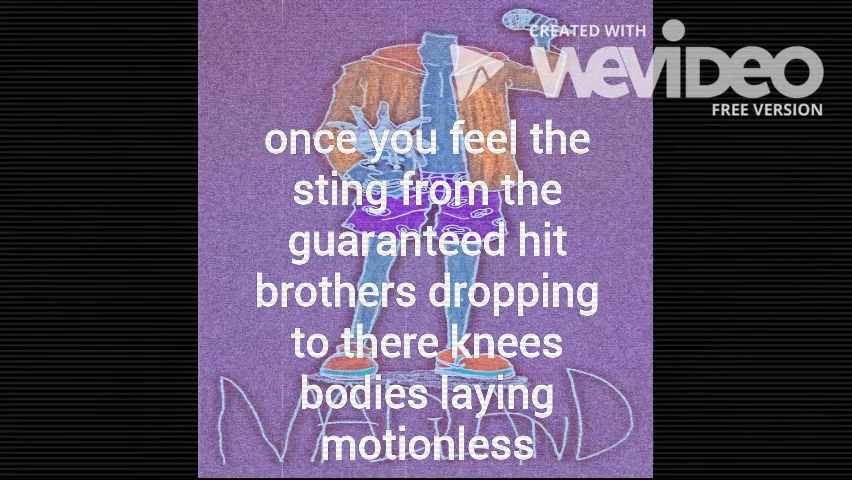 CREATED WITH
WEVIDEO
FREE VERSION
once you feel the
sting from the
guaranteed hit
brothers dropping
to there knees
bodies laying
motionless